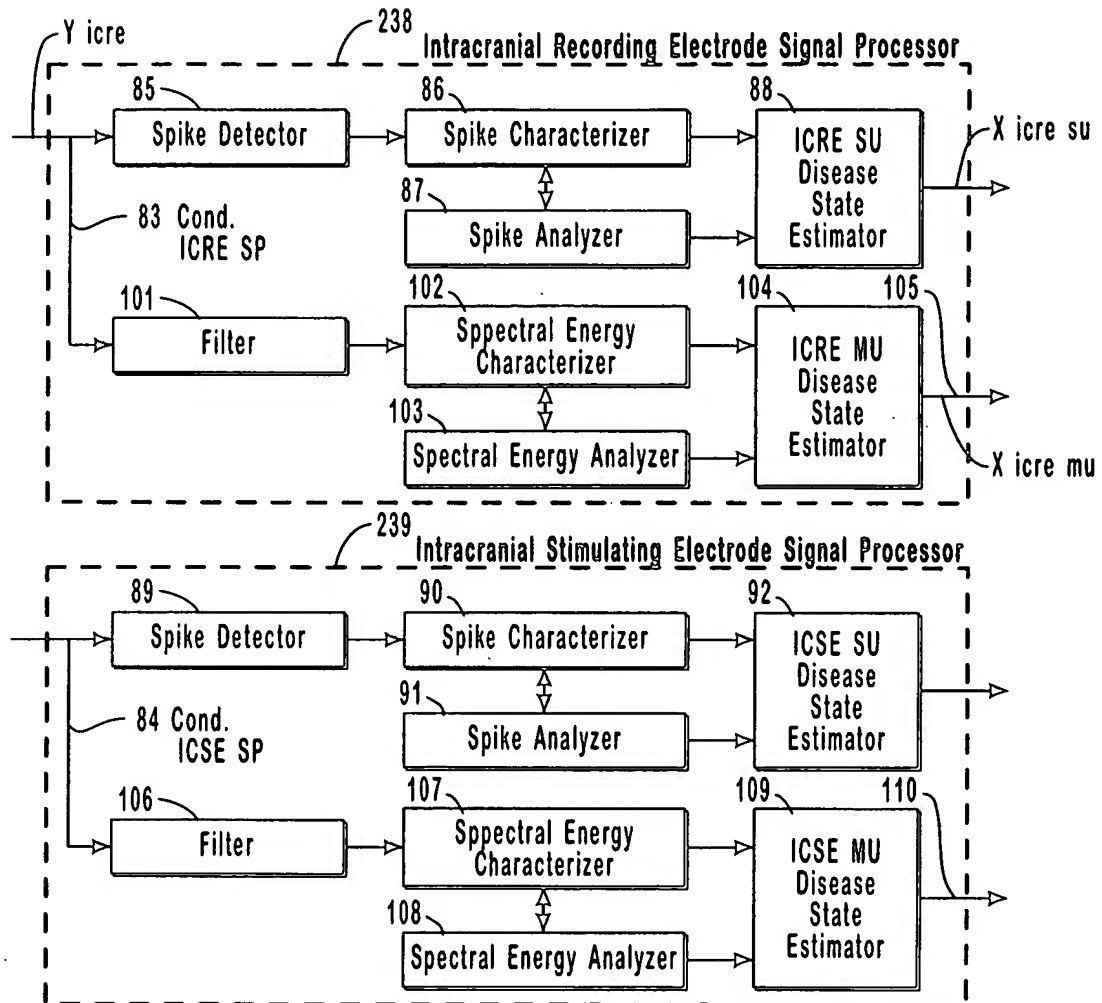 Y icre
238
Intracranial Recording Electrode Signal Processor
85
Spike Detector
86
Spike Characterizer
88
ICRE SU
Disease
State
Estimator
X icre su
83 Cond.
ICRE SP
87
Spike Analyzer
101
Filter
102
Sppectral Energy
Characterizer
104
105
ICRE MU
Disease
State
Estimator
103
Spectral Energy Analyzer
X icre mu
239
Intracranial Stimulating Electrode Signal Processor
89
Spike Detector
90
Spike Characterizer
92
ICSE SU
Disease
State
Estimator
84 Cond.
ICSE SP
91
Spike Analyzer
106
Filter
107
Sppectral Energy
Characterizer
109
110
ICSE MU
Disease
State
Estimator
108
Spectral Energy Analyzer